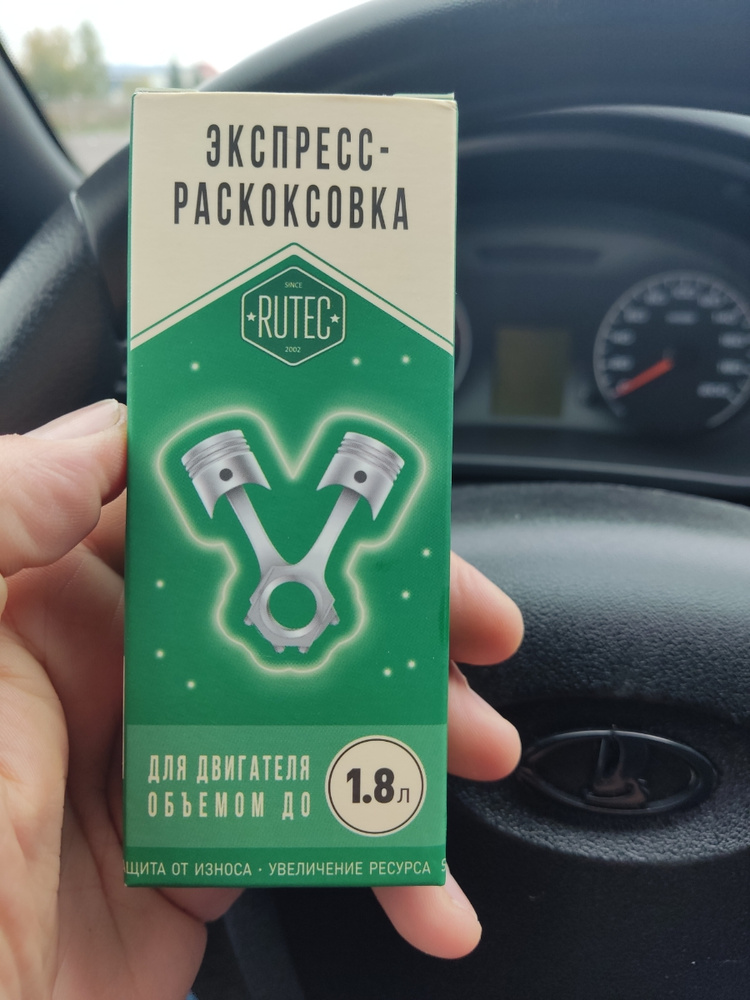 ЭКСПРЕСС-
РАСКОКСОВКА
SINCE
RUTEC
2002
ДЛЯ ДВИГАТЕЛЯ
ОБЪЕМОМ ДО
1.8л
ЩИТА ОТ ИЗНОСА · УВЕЛИЧЕНИЕ РЕСУРСА